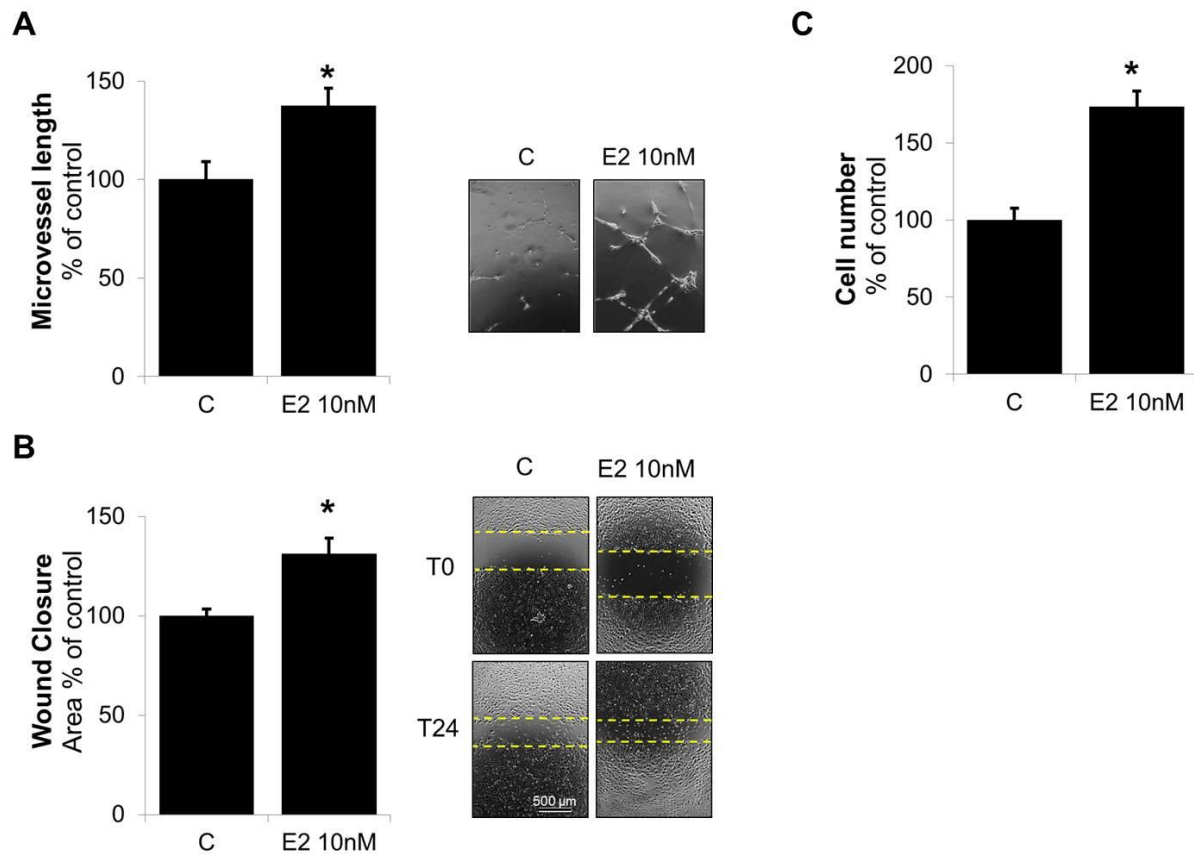 A
Microvessel length
% of control
150
100
50
0
*
C
E2 10nM
C
E2 10nM
C
Cell number
% of control
200
150
100
50
0
*
C
E2 10nM
B
Wound Closure
Area % of control
150
100
50
0
*
C
E2 10nM
C
E2 10nM
T0
T24
500 µm